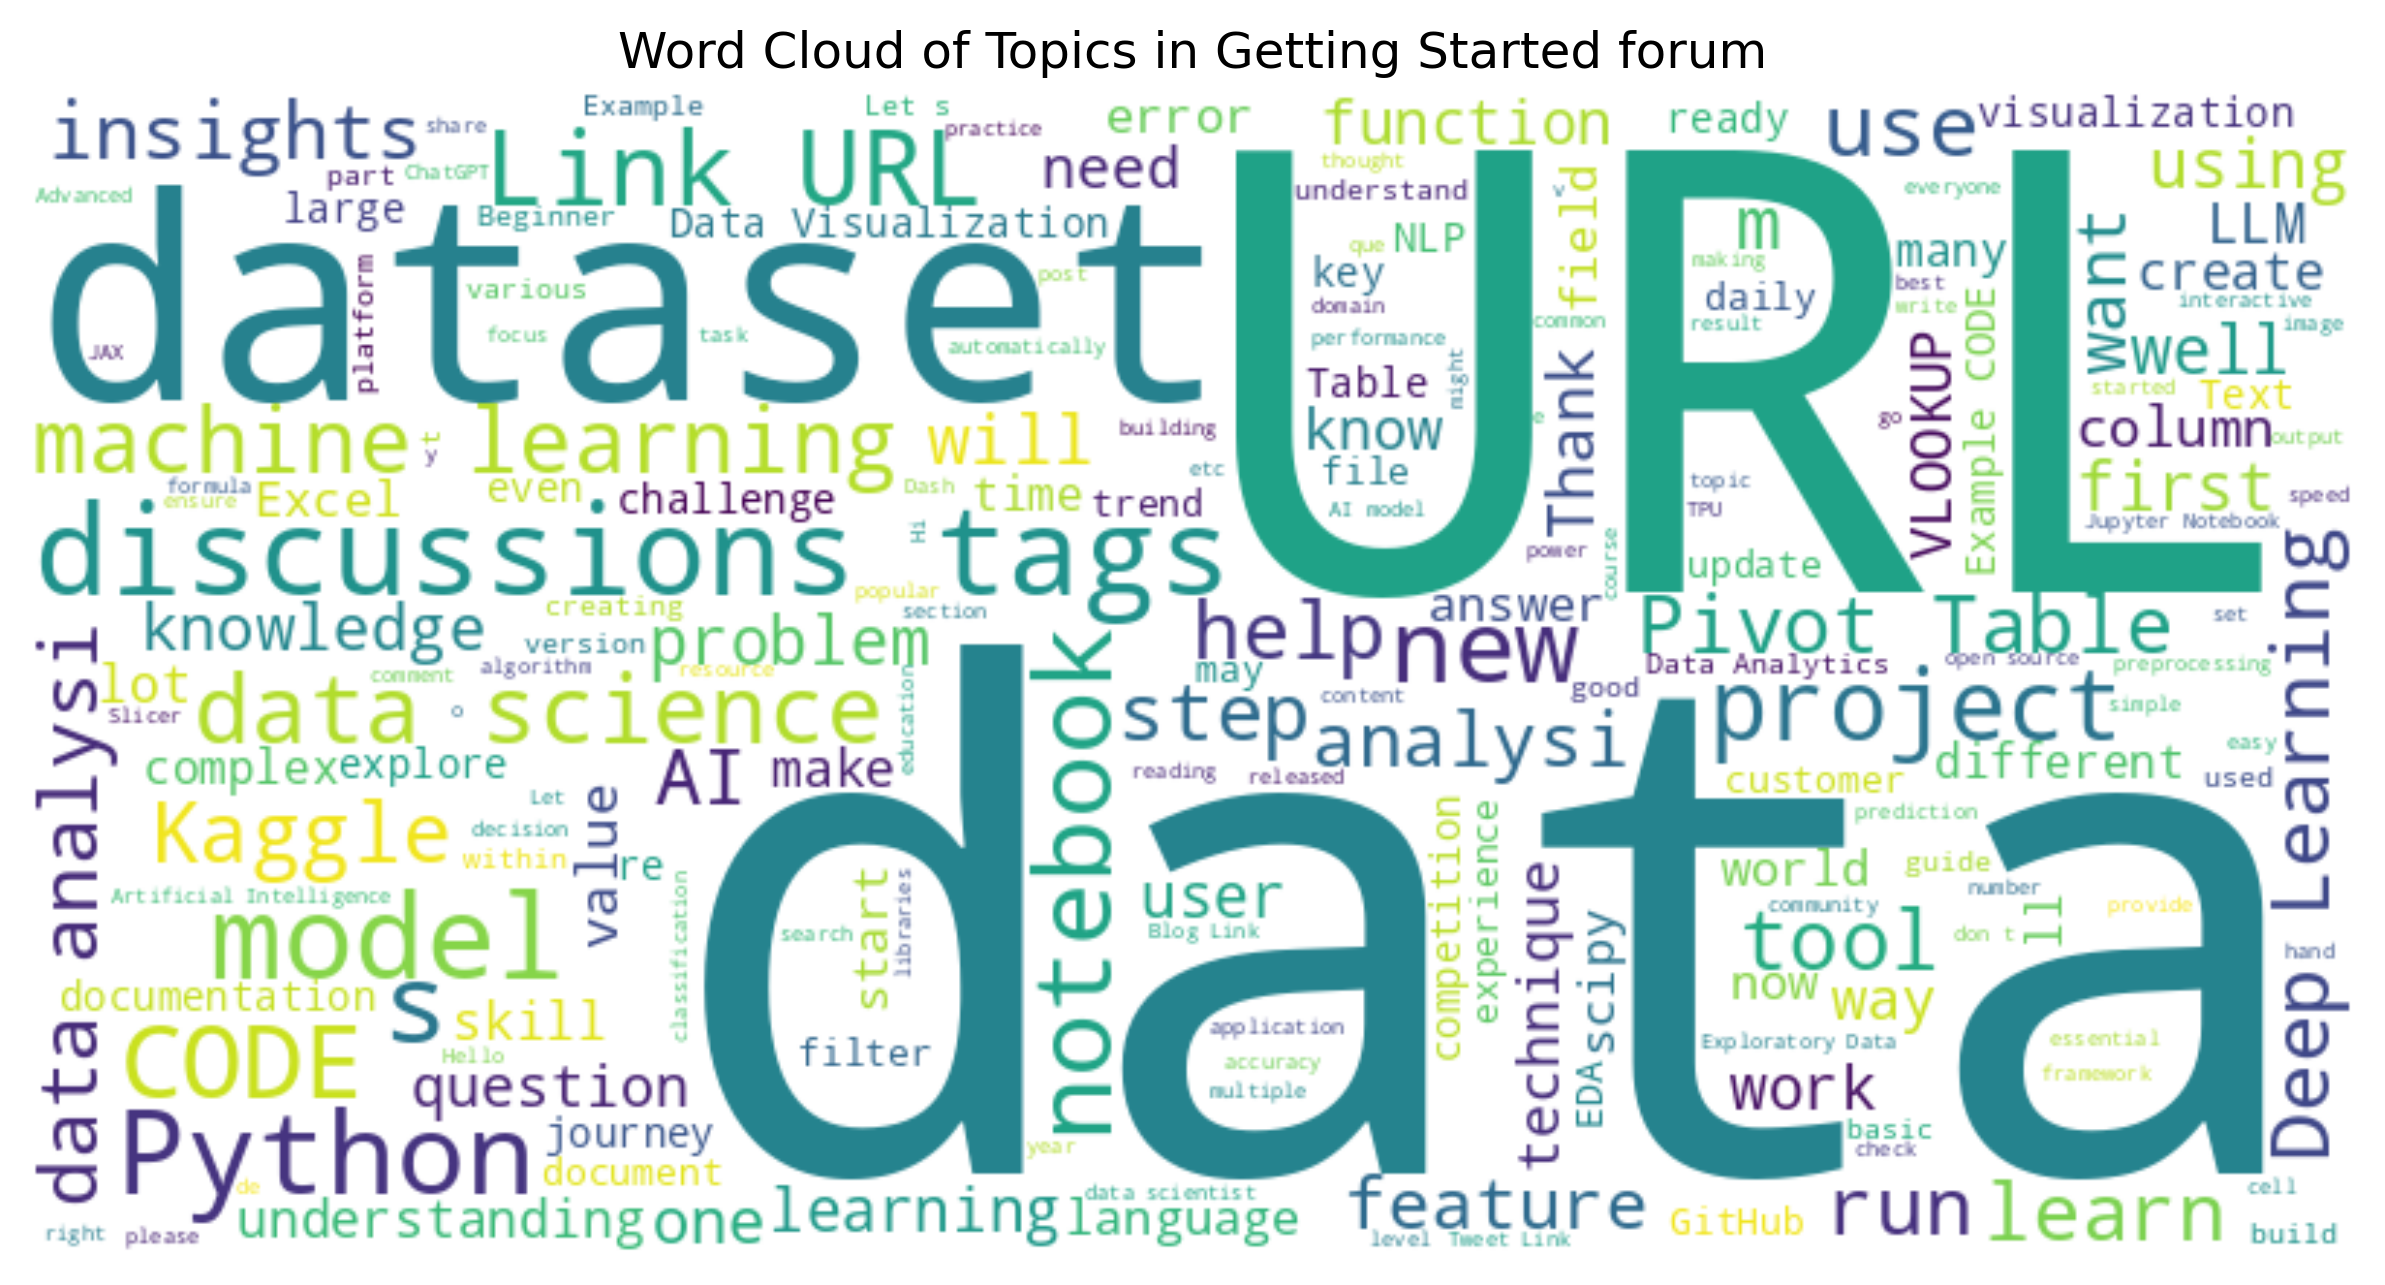 Word Cloud of Topics in Getting Started forum
insights
share
Example
Let s
practice
error
function
ready
use
visualization
Link URL
ChatGPT
part
need
thought
understand
using
Advanced
large
Beginner
Data Visualization
dataset
URL
field
v
everyone
m
many
want
LLM
create
que
NLP
key
making
daily
best
write
interactive
image
platform
various
post
domain
common
result
focus
task
automatically
performance
JAX
Table
might
Thank
VLOOKUP
Example CODE
well
started
Text
machine learning
t
y
will
building
know
e
go
column
output
formula
ensure
Excel
even
challenge
Dash
time
trend
etc
file
AI model
topic
TPU
first
speed
Jupyter Notebook
discussions
tags
Hi
power
course
update
Deep Learning
popular
section
creating
knowledge
version
problem
help
new
answer
Pivot Table
set
data analysi
lot
comment
algorithm
resource
education
may
content
good
Data Analytics
open source
preprocessing
Slicer
data science
o
data
notebook
step
analysi
project
simple
complex
explore
AI
make
reading
released
customer
different
easy
used
Kaggle
Let
decision
within
value
re
competition
experience
prediction
Artificial Intelligence
model
classification
search
start
libraries
user
Blog Link
technique
EDA
scipy
world
guide
number
community
provide
tool
don t
ll
hand
documentation
s
skill
now
way
CODE
Hello
filter
application
accuracy
multiple
Exploratory Data
essential
framework
question
work
Python
journey
document
year
basic
check
de
right
please
understanding
one
learning
data scientist
language
feature
level
Tweet Link
GitHub
run
learn
cell
build